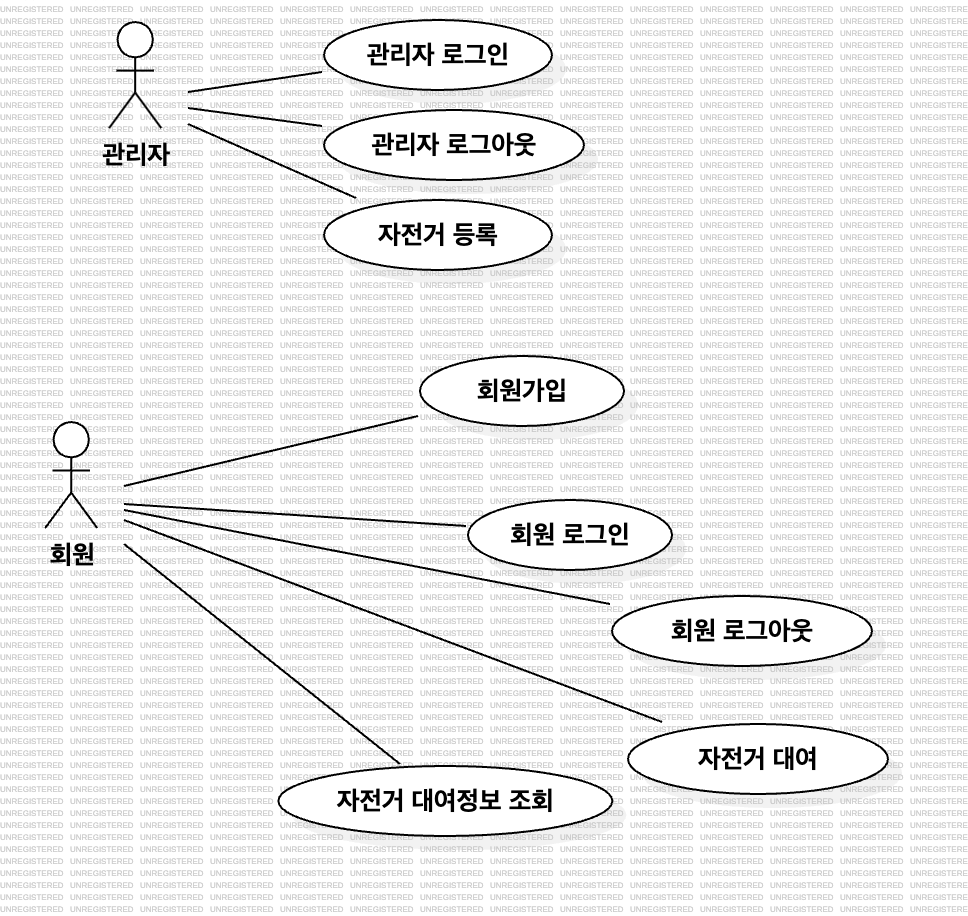 관리자 로그인
관리자 로그아웃
관리자
자전거 등록
회원가입
회원 로그인
회원
회원 로그아웃
자전거 대여
자전거 대여정보 조회
UNREGISTERED